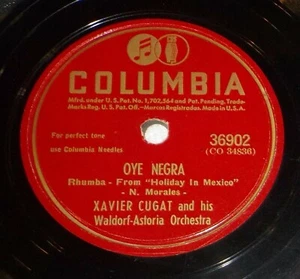 COLUMBIA
Mfrd. under U.S. Pat. No. 1,702,564 and Pat. Pending. Trade-
Marks Reg. U.S. Pat. Off. - Marcas Registradas. Made in U.S.A.
For perfect tone
use Columbia Needles
36902
(CO 34838)
OYE NEGRA
Rhumba - From "Holiday In Mexico"
- N. Morales -
XAVIER CUGAT and his
Waldorf-Astoria Orchestra